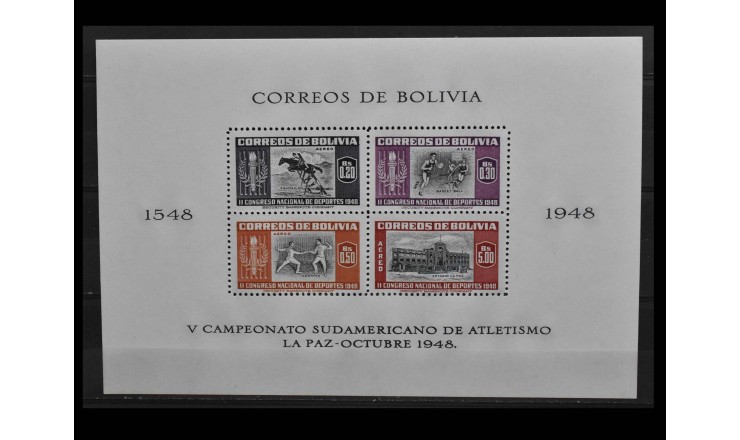 CORREOS DE BOLIVIA
CORREOS DE BOLIVIA
AEREO
Bs
0.20
II CONGRESO NACIONAL DE DEPORTES 1948
CORREOS DE BOLIVIA
AEREO
Bs
0.30
BASKET BALL
II CONGRESO NACIONAL DE DEPORTES 1948
1548
1948
CORREOS DE BOLIVIA
AEREO
Bs
0.50
II CONGRESO NACIONAL DE DEPORTES 1948
CORREOS DE BOLIVIA
AEREO
Bs
5.00
II CONGRESO NACIONAL DE DEPORTES 1948
V CAMPEONATO SUDAMERICANO DE ATLETISMO
LA PAZ-OCTUBRE 1948.